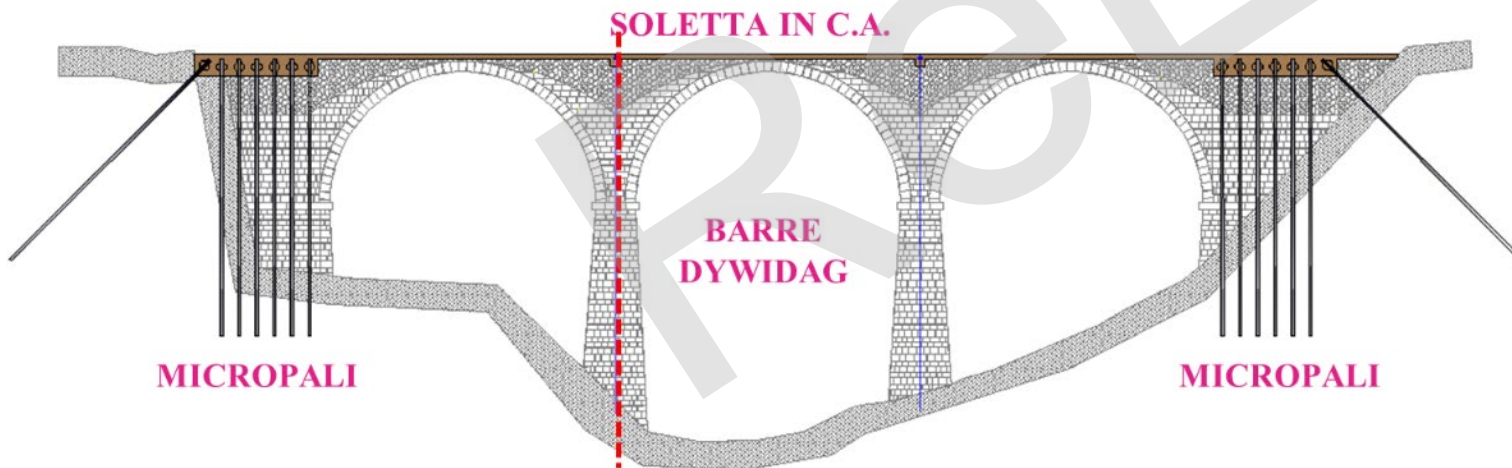 SOLETTA IN C.A.
BARRE
DYWIDAG
MICROPALI
MICROPALI